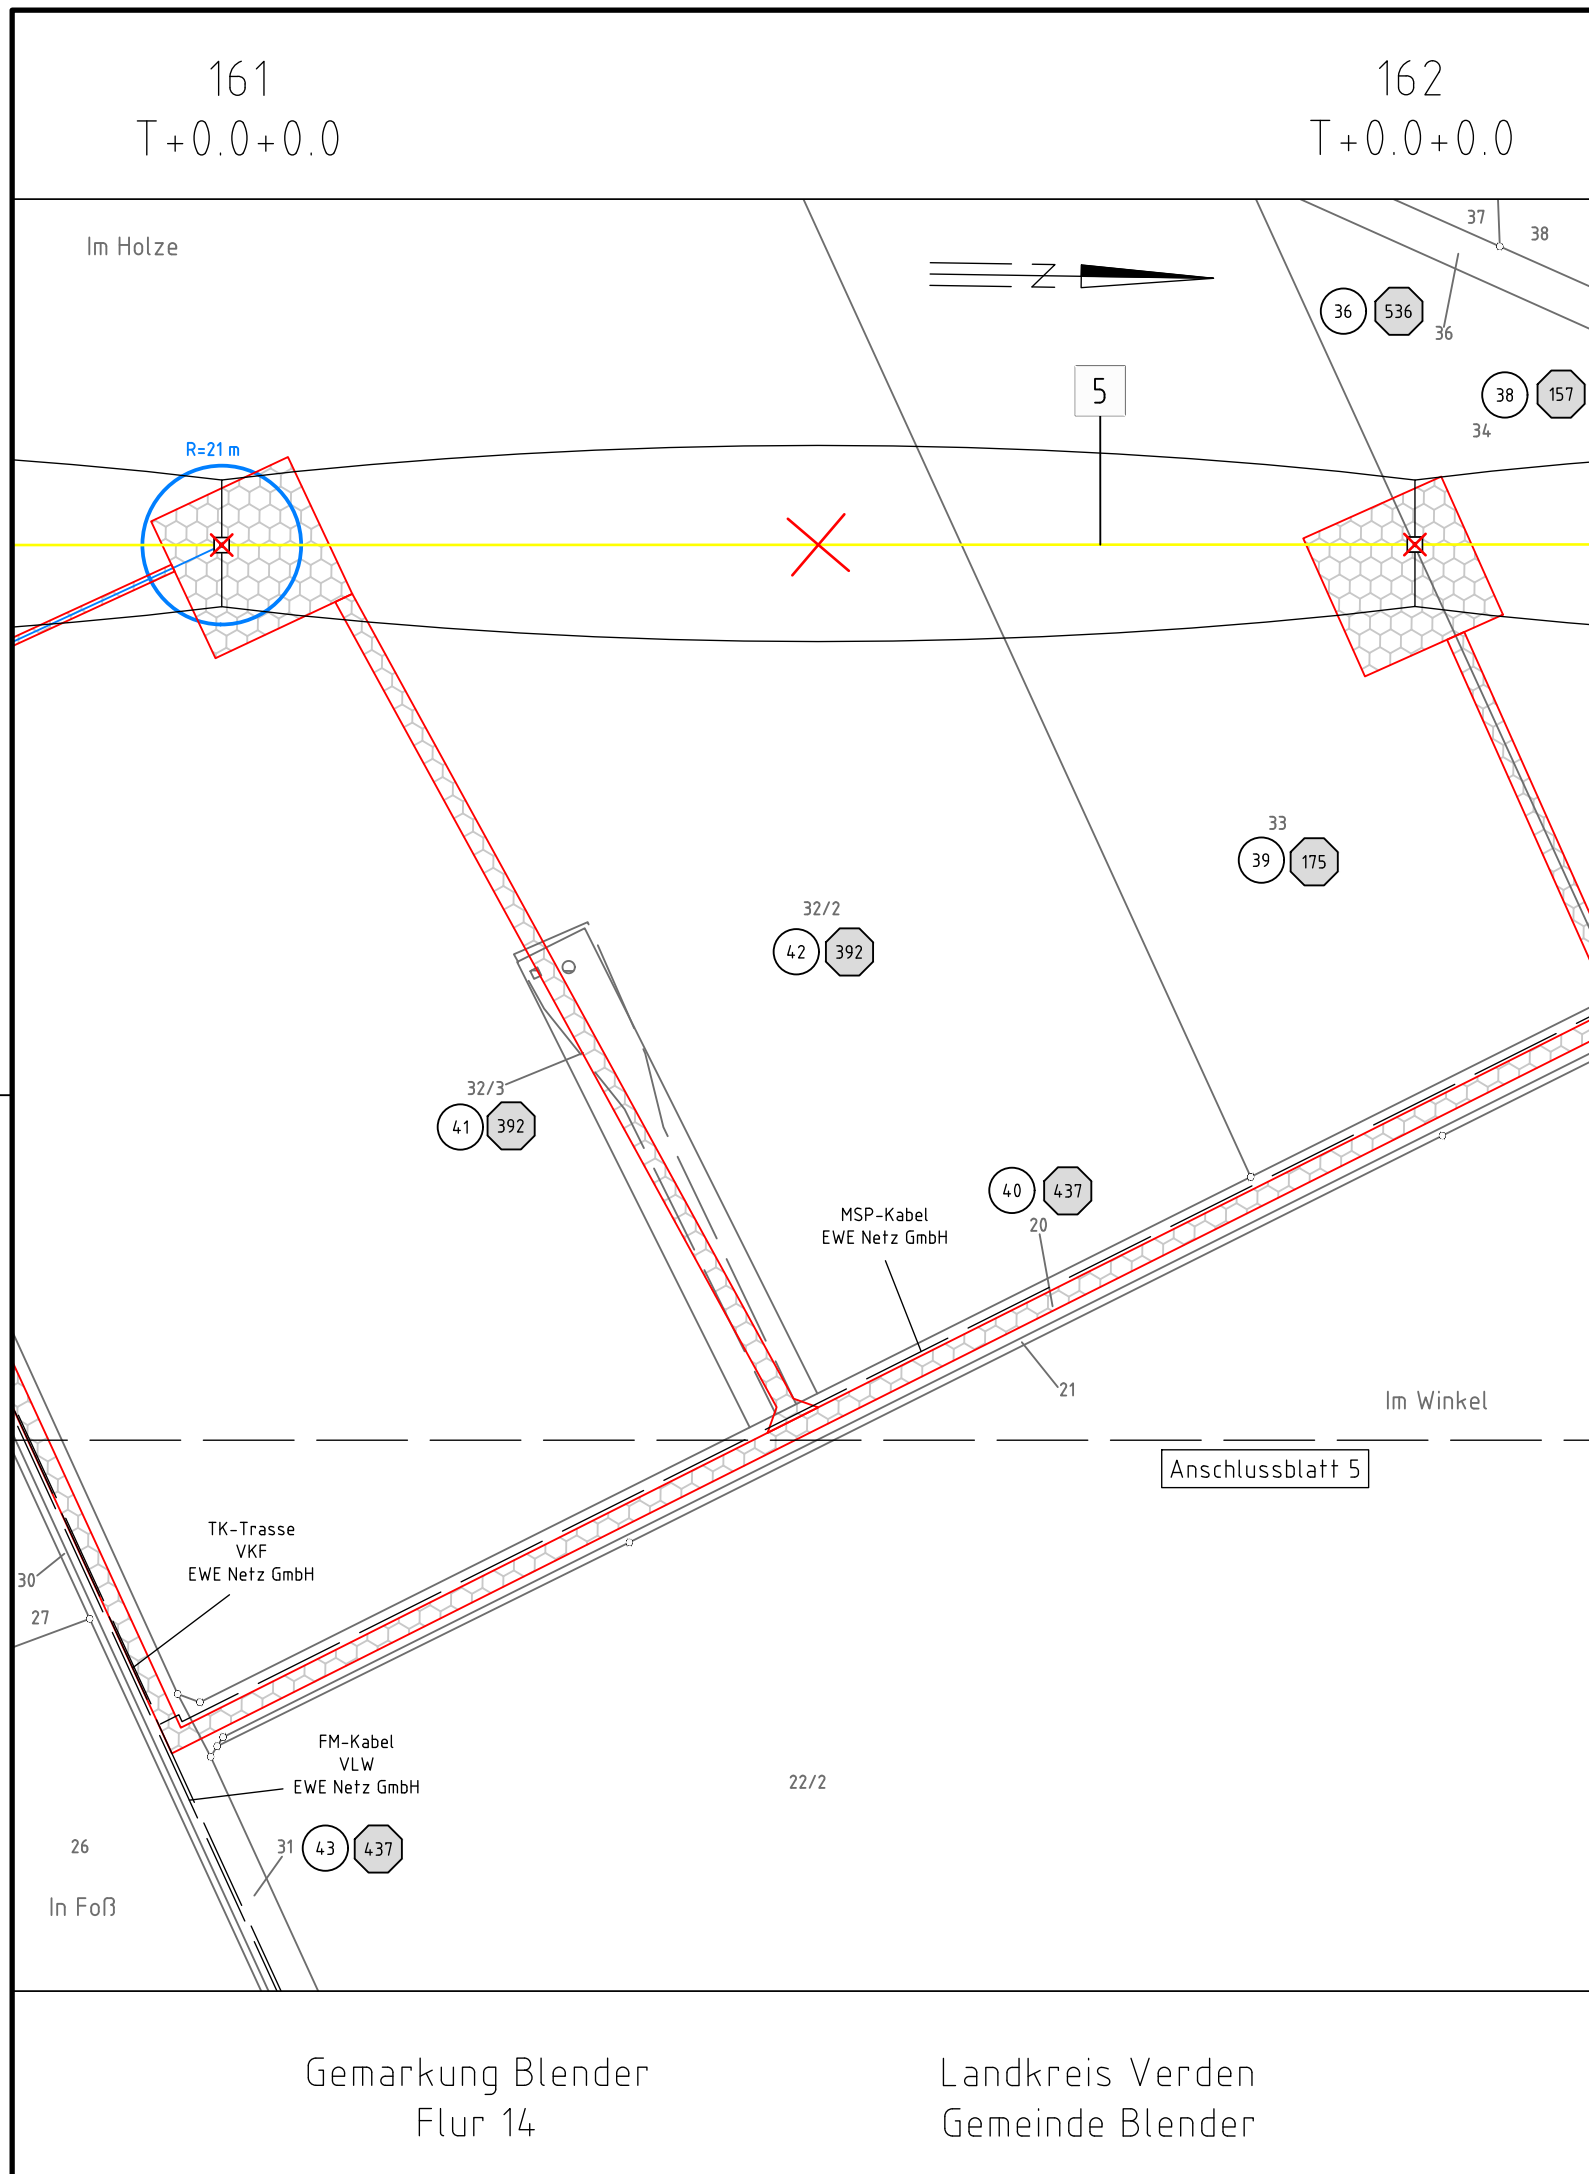 161
T+0.0+0.0
162
T+0.0+0.0
Im Holze
37
38
N
36
536
36
5
38
157
34
R=21 m
33
39
175
32/2
42
392
32/3
41
392
40
437
20
MSP-Kabel
EWE Netz GmbH
21
Im Winkel
Anschlussblatt 5
TK-Trasse
VKF
EWE Netz GmbH
30
27
FM-Kabel
VLW
EWE Netz GmbH
22/2
26
31
43
437
In Foß
Gemarkung Blender
Flur 14
Landkreis Verden
Gemeinde Blender